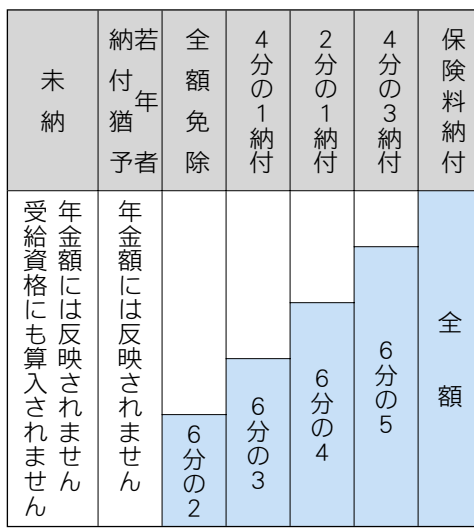 保険料納付
全額
4分の3納付
6分の5
2分の1納付
6分の4
4分の1納付
6分の3
全額免除
6分の2
若年者
納付猶予
年金額には反映されません
未納
年金額には反映されません
受給資格にも算入されません